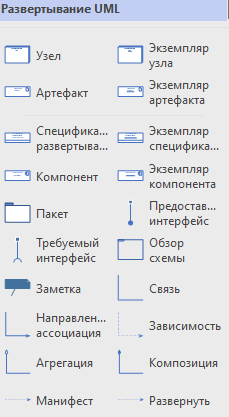 Развертывание UML
Узел
Экземпляр
узла
Артефакт
Экземпляр
артефакта
Специфика...
развертыва...
Экземпляр
специфика...
Компонент
Экземпляр
компонента
Пакет
Предостав...
интерфейс
Требуемый
интерфейс
Обзор
схемы
Заметка
Связь
Направлен...
ассоциация
Зависимость
Агрегация
Композиция
Манифест
Развернуть